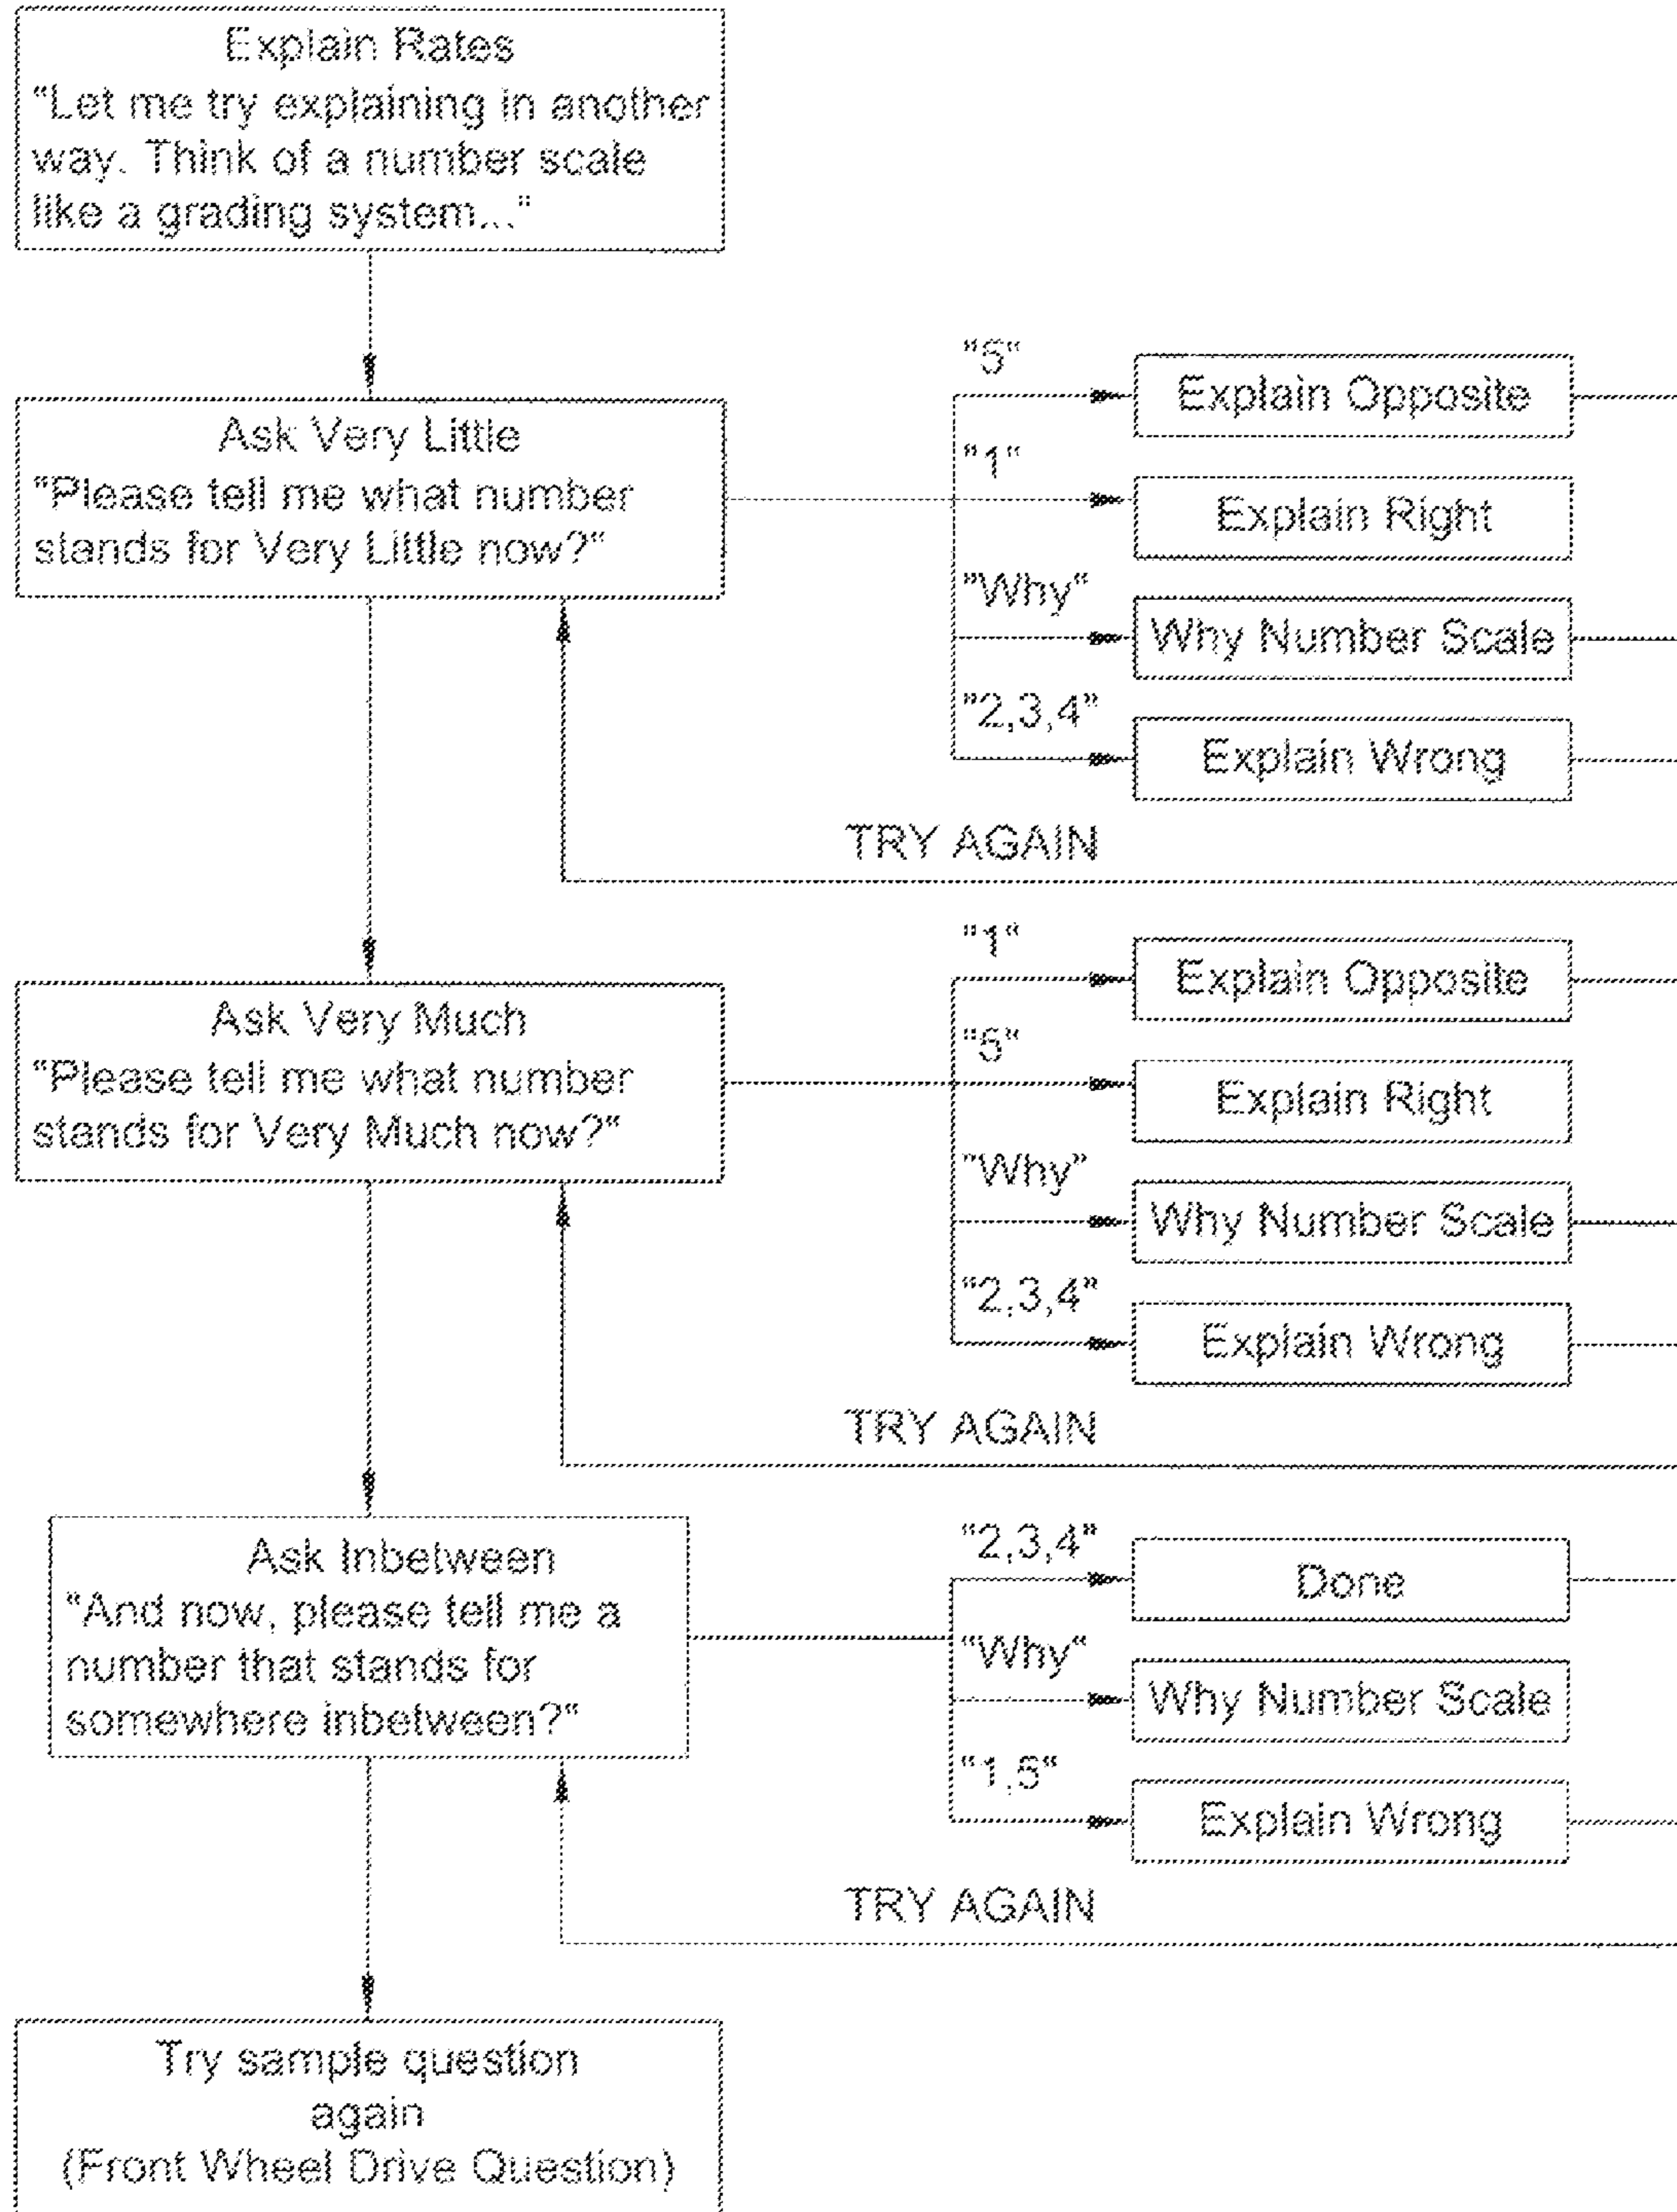 Explain Rates
"Let me try explaining in another
way. Think of a number scale
like a grading system..."
Ask Very Little
"Please tell me what number
stands for Very Little now?"
"5"
Explain Opposite
"1"
Explain Right
"Why"
Why Number Scale
"2,3,4"
Explain Wrong
TRY AGAIN
Ask Very Much
"Please tell me what number
stands for Very Much now?"
"1"
Explain Opposite
"5"
Explain Right
"Why"
Why Number Scale
"2,3,4"
Explain Wrong
TRY AGAIN
Ask Inbetween
"And now, please tell me a
number that stands for
somewhere inbetween?"
"2,3,4"
Done
"Why"
Why Number Scale
"1,5"
Explain Wrong
TRY AGAIN
Try sample question
again
(Front Wheel Drive Question)